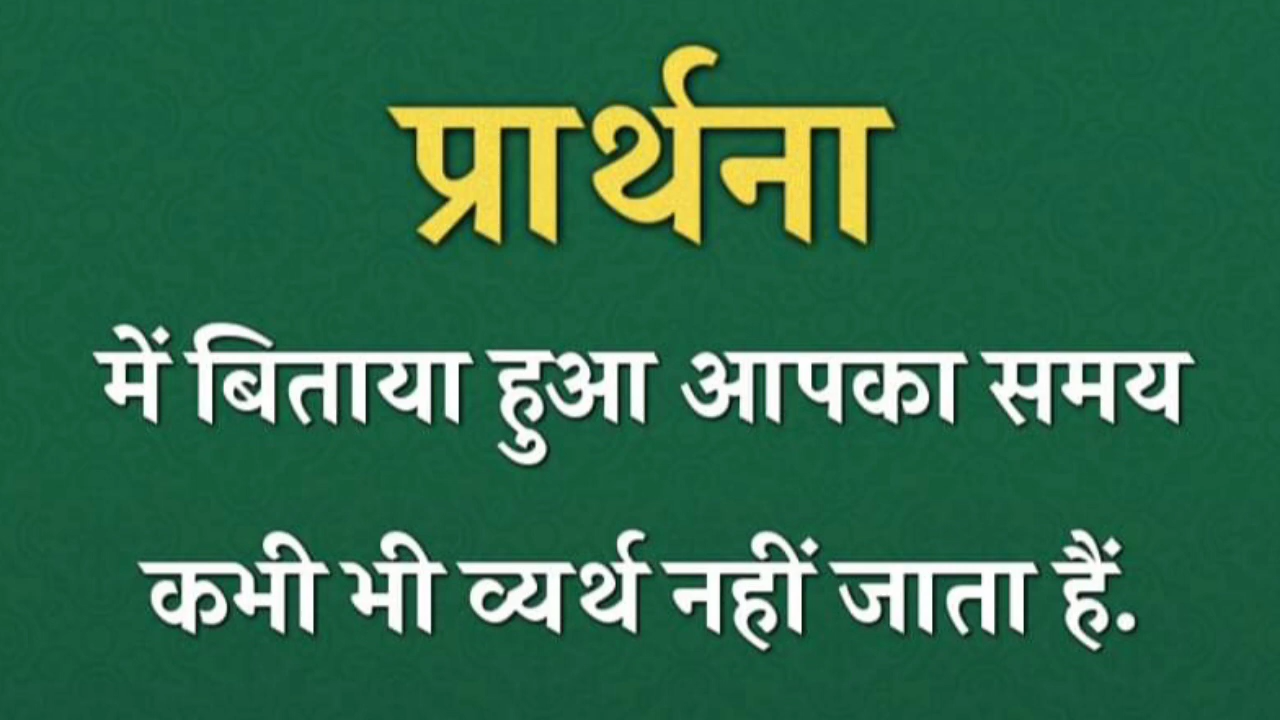 प्रार्थना
में बिताया हुआ आपका समय
कभी भी व्यर्थ नहीं जाता हैं.